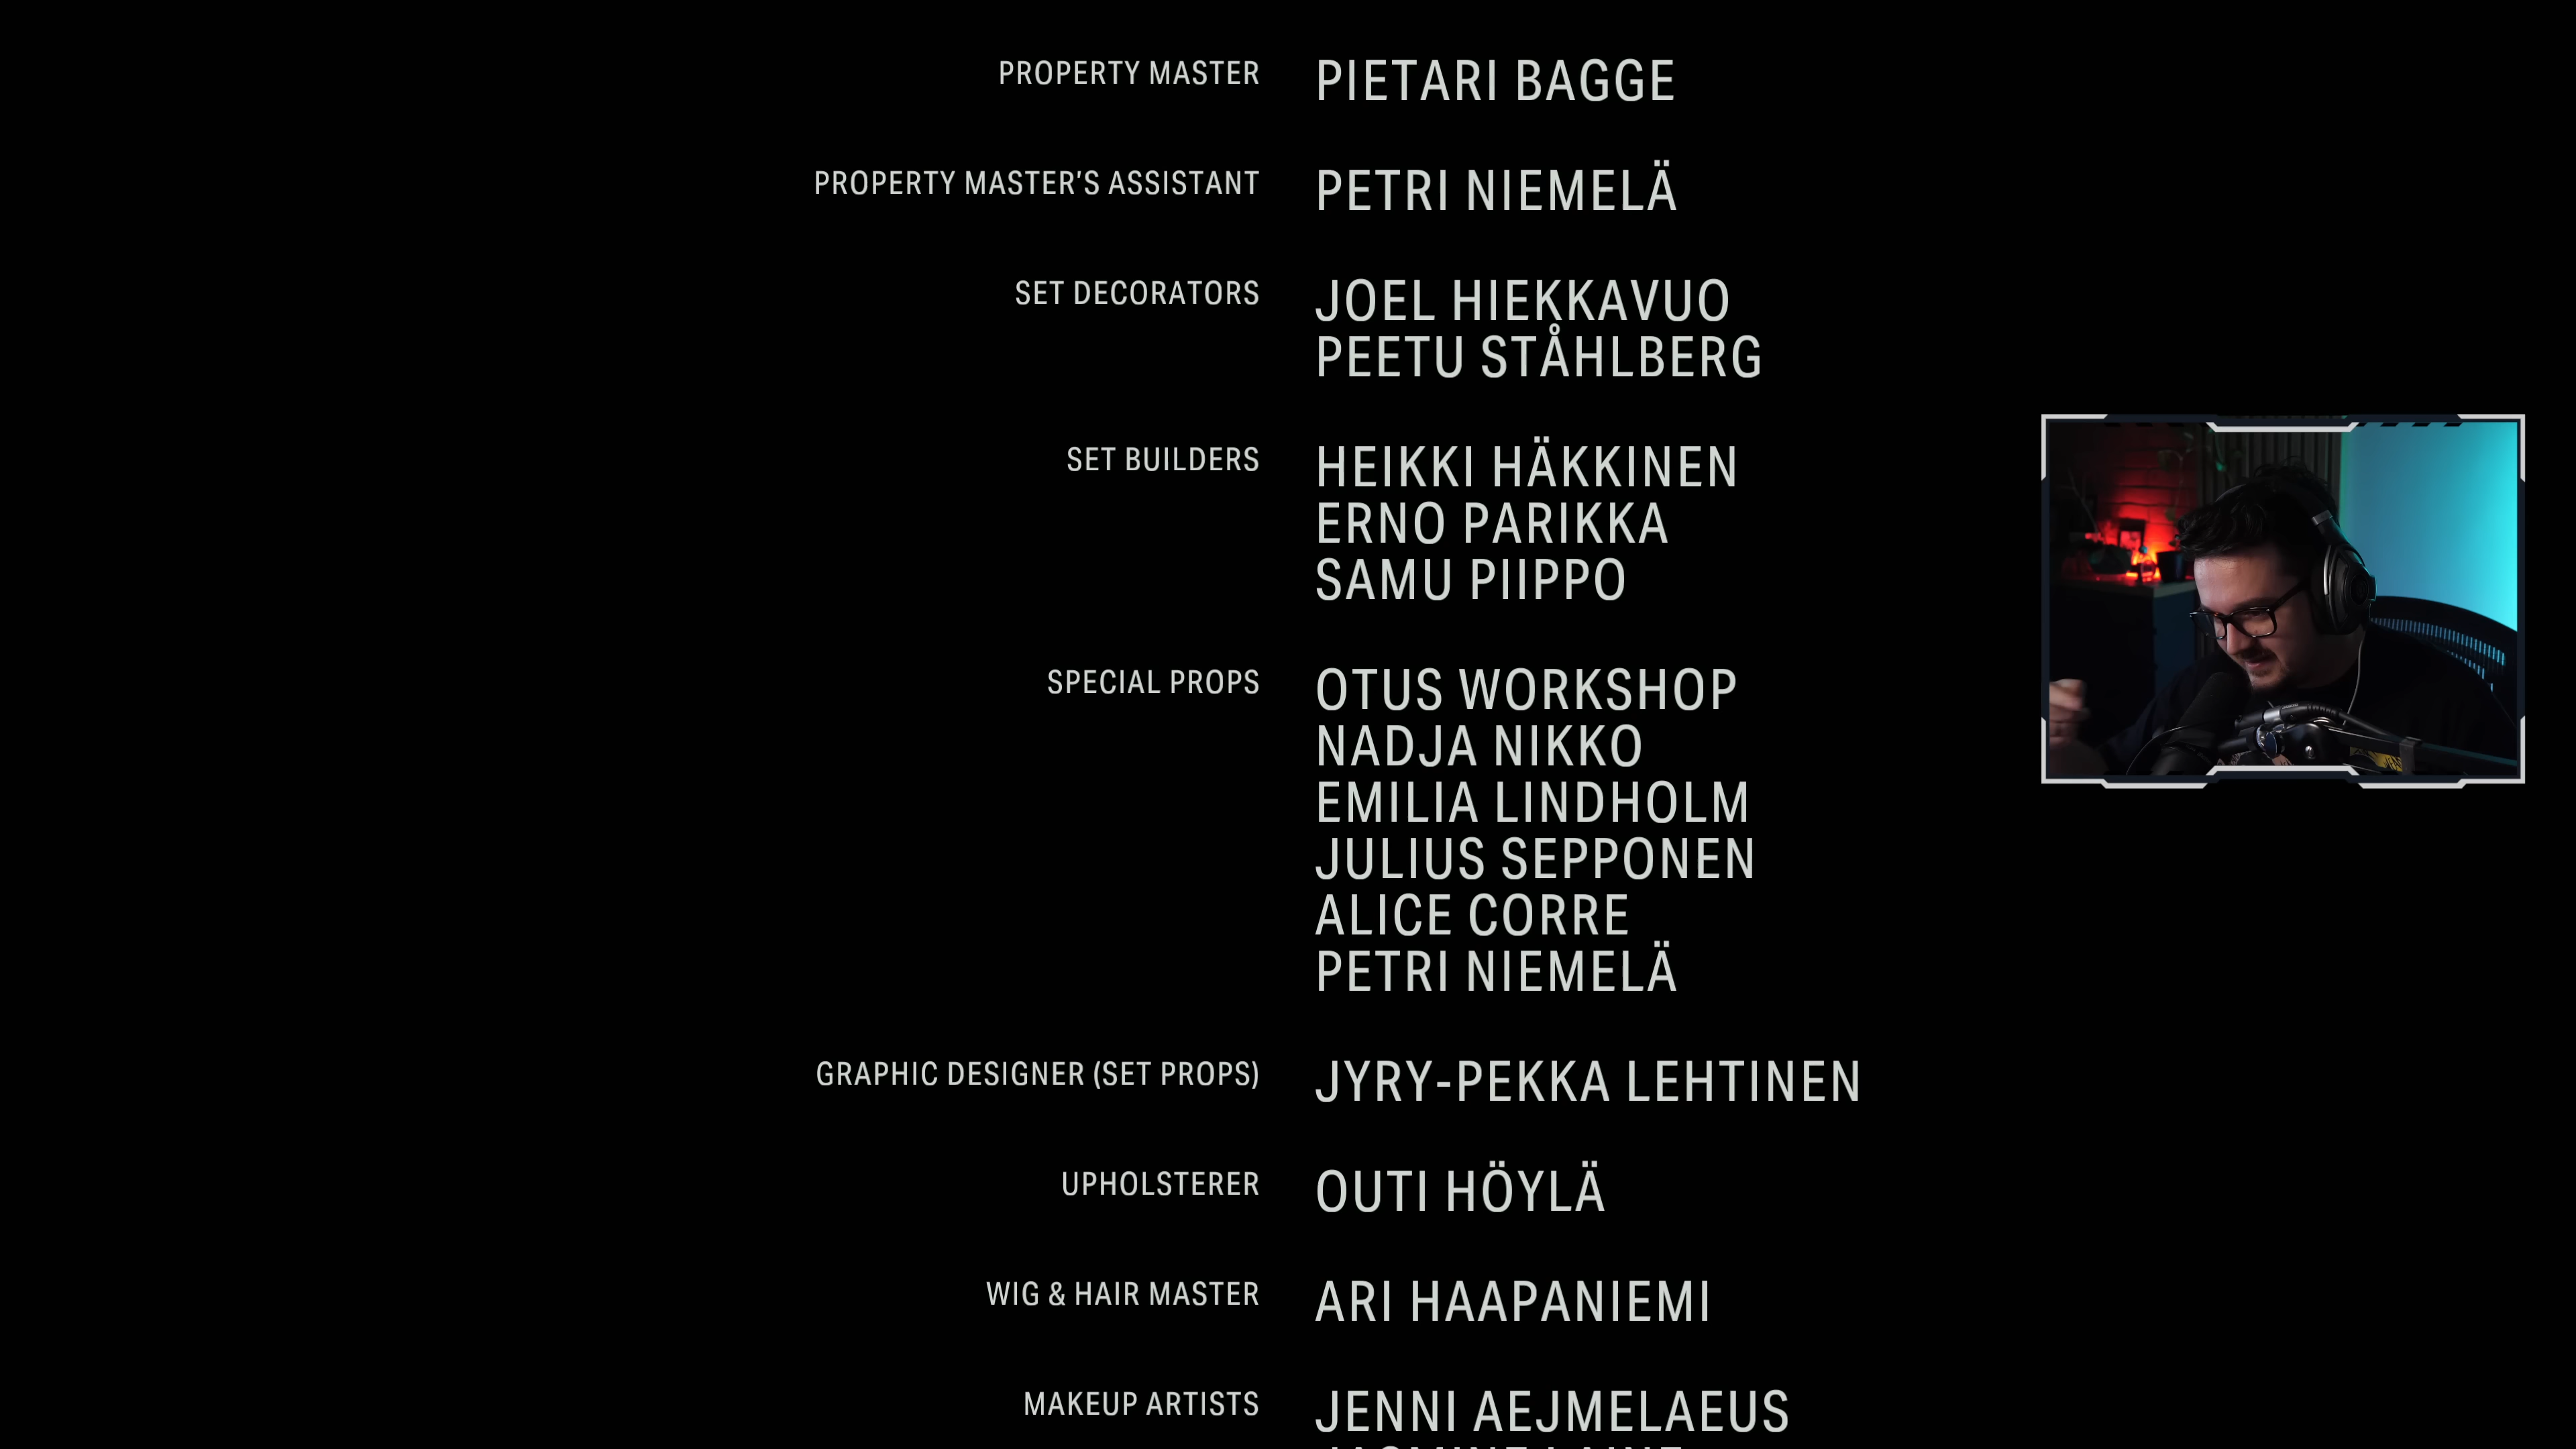 PROPERTY MASTER PIETARI BAGGE
PROPERTY MASTER'S ASSISTANT PETRI NIEMELÄ
SET DECORATORS JOEL HIEKKAVUO
PEETU STÅHLBERG
SET BUILDERS HEIKKI HÄKKINEN
ERNO PARIKKA
SAMU PIIPPO
SPECIAL PROPS OTUS WORKSHOP
NADJA NIKKO
EMILIA LINDHOLM
JULIUS SEPPONEN
ALICE CORRE
PETRI NIEMELÄ
GRAPHIC DESIGNER (SET PROPS) JYRY-PEKKA LEHTINEN
UPHOLSTERER OUTI HÖYLÄ
WIG & HAIR MASTER ARI HAAPANIEMI
MAKEUP ARTISTS JENNI AEJMELAEUS